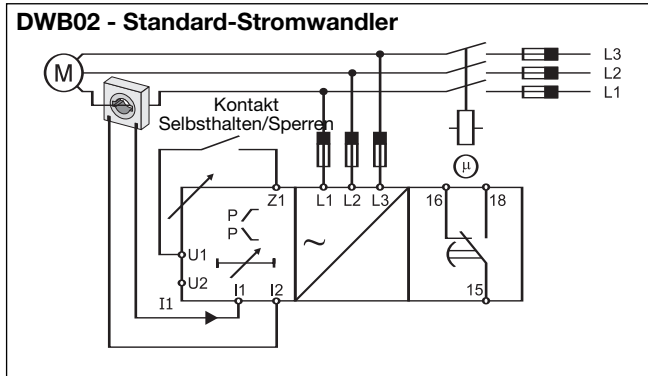 DWB02 - Standard-Stromwandler
L3
L2
L1
M
Kontakt
Selbsthalten/Sperren
µ
Z1 L1 L2 L3 16 18
P
P
~
U1
U2
I1 I1 I2 15